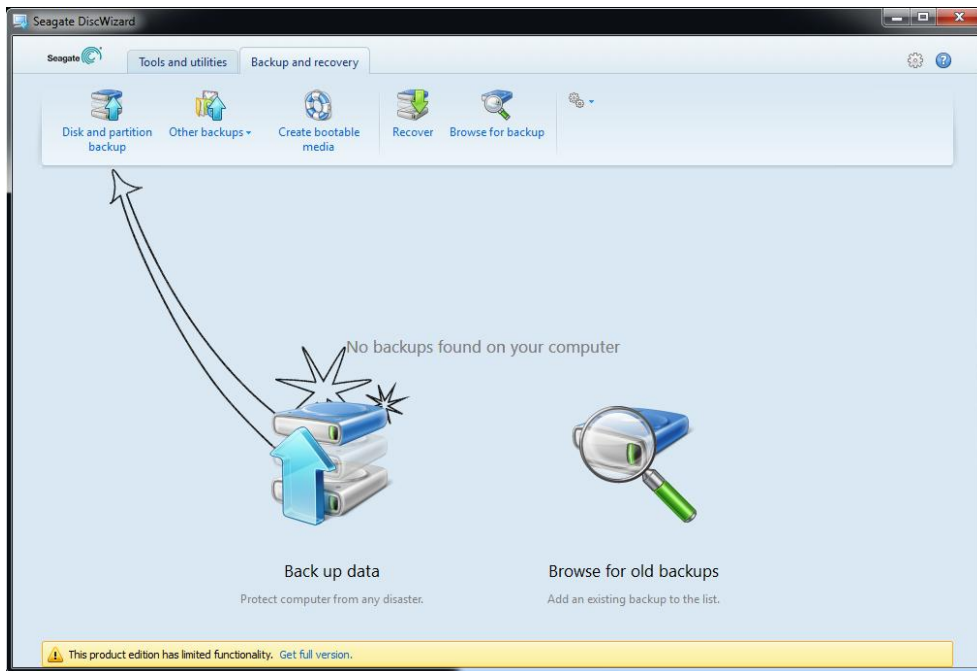 Seagate DiscWizard
Seagate
Tools and utilities
Backup and recovery
Disk and partition
backup
Other backups
Create bootable
media
Recover
Browse for backup
No backups found on your computer
Back up data
Protect computer from any disaster.
Browse for old backups
Add an existing backup to the list.
This product edition has limited functionality. Get full version.